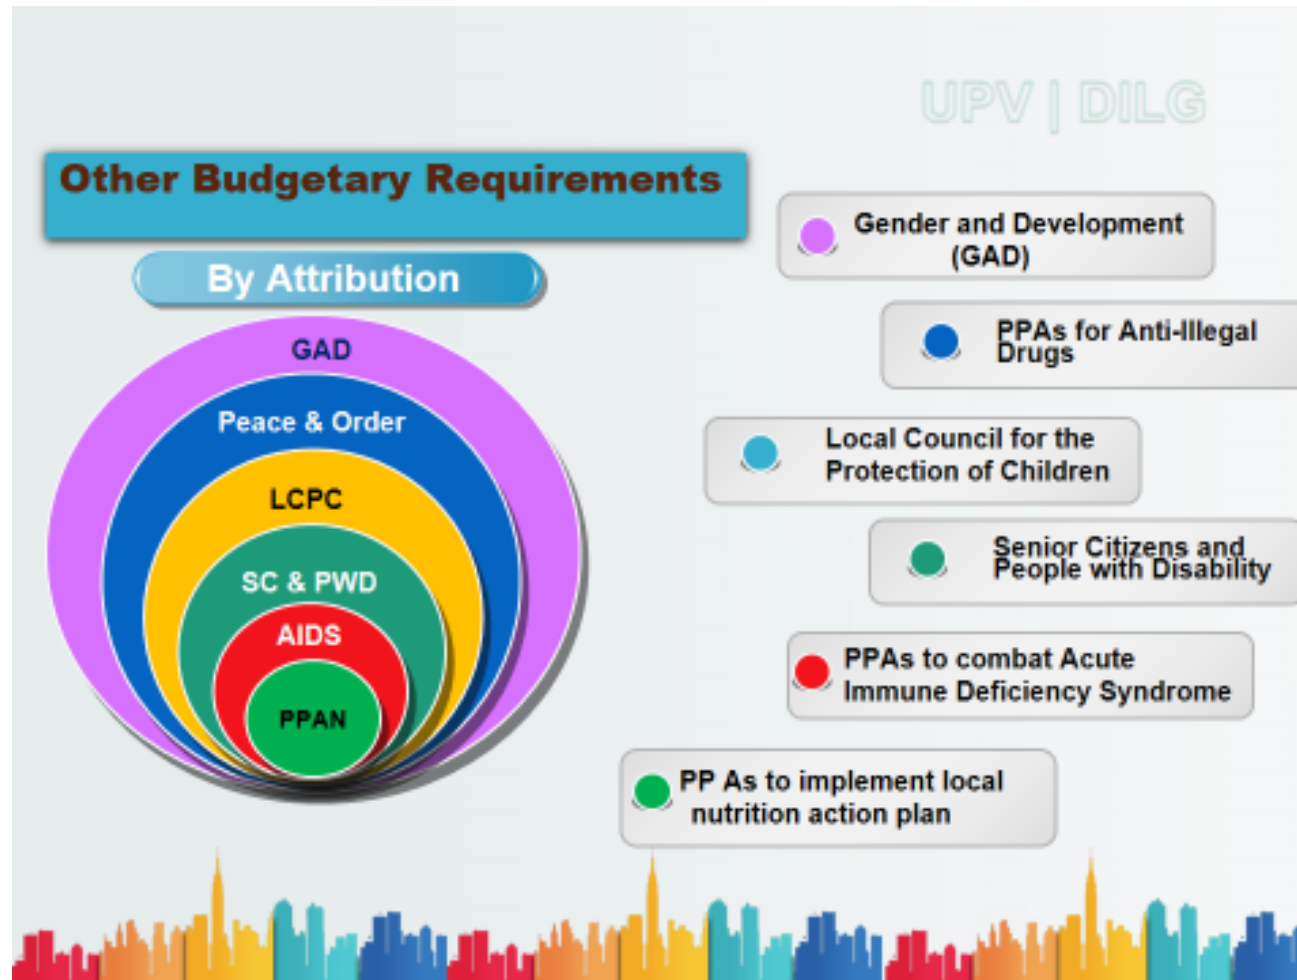 UPV | DILG
Other Budgetary Requirements
By Attribution
GAD
Peace & Order
LCPC
SC & PWD
AIDS
PPAN
Gender and Development
(GAD)
PPAs for Anti-Illegal
Drugs
Local Council for the
Protection of Children
Senior Citizens and
People with Disability
PPAs to combat Acute
Immune Deficiency Syndrome
PP As to implement local
nutrition action plan